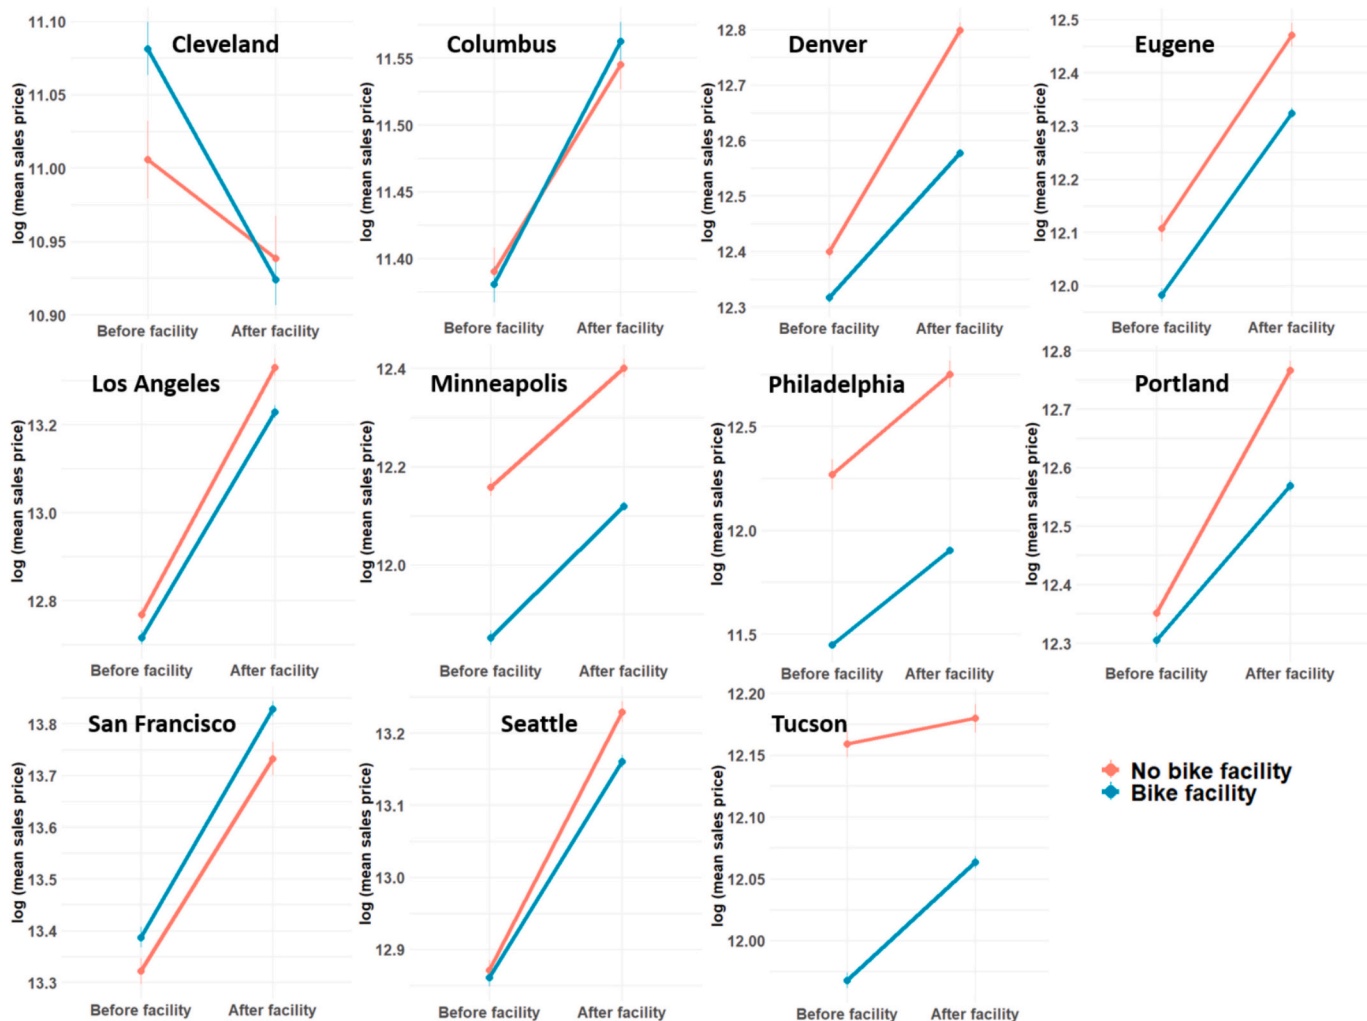 Cleveland
log (mean sales price)
11.10
11.05
11.00
10.95
10.90
Before facility
After facility
Columbus
log (mean sales price)
11.55
11.50
11.45
11.40
Before facility
After facility
Denver
log (mean sales price)
12.8
12.7
12.6
12.5
12.4
12.3
Before facility
After facility
Eugene
log (mean sales price)
12.5
12.4
12.3
12.2
12.1
12.0
Before facility
After facility
Los Angeles
log (mean sales price)
13.2
13.0
12.8
Before facility
After facility
Minneapolis
log (mean sales price)
12.4
12.2
12.0
Before facility
After facility
Philadelphia
log (mean sales price)
12.5
12.0
11.5
Before facility
After facility
Portland
log (mean sales price)
12.8
12.7
12.6
12.5
12.4
12.3
Before facility
After facility
San Francisco
log (mean sales price)
13.8
13.7
13.6
13.5
13.4
13.3
Before facility
After facility
Seattle
log (mean sales price)
13.2
13.1
13.0
12.9
Before facility
After facility
Tucson
log (mean sales price)
12.20
12.15
12.10
12.05
12.00
Before facility
After facility
No bike facility
Bike facility